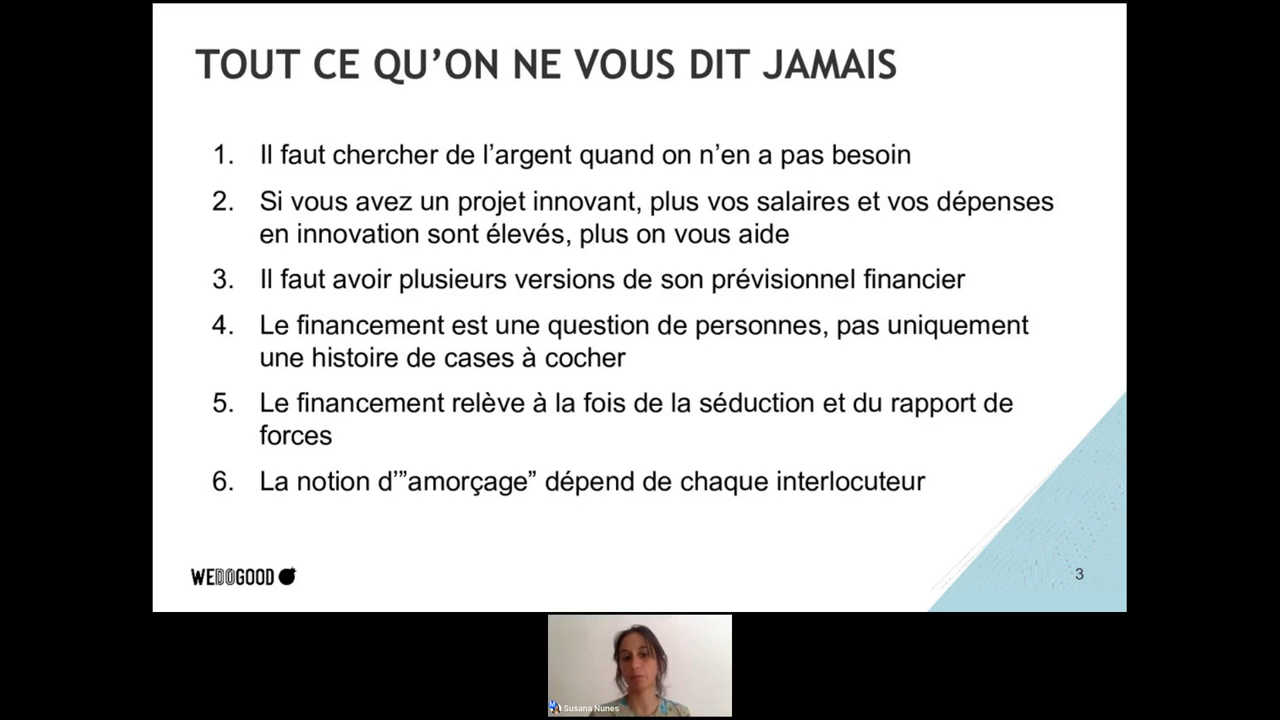 TOUT CE QU’ON NE VOUS DIT JAMAIS
1. Il faut chercher de l’argent quand on n’en a pas besoin
2. Si vous avez un projet innovant, plus vos salaires et vos dépenses
en innovation sont élevés, plus on vous aide
3. Il faut avoir plusieurs versions de son prévisionnel financier
4. Le financement est une question de personnes, pas uniquement
une histoire de cases à cocher
5. Le financement relève à la fois de la séduction et du rapport de
forces
6. La notion d’”amorçage” dépend de chaque interlocuteur
WEDOGOOD
3
Susana Nunes